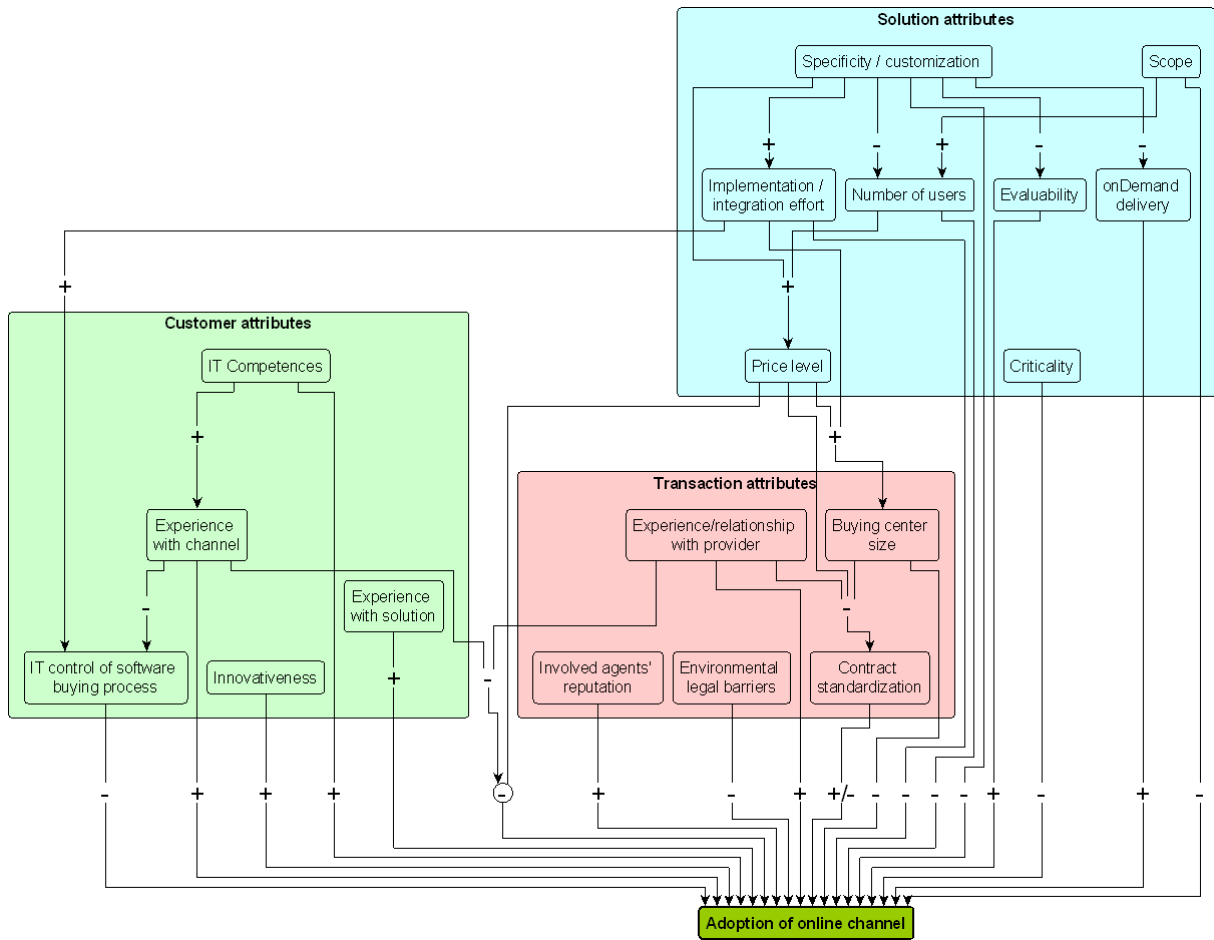 Solution attributes
Specificity / customization
Scope
+
-
+
-
-
Implementation /
integration effort
Number of users
Evaluability
onDemand
delivery
+
+
Customer attributes
IT Competences
Price level
Criticality
+
+
Transaction attributes
Experience
with channel
Experience/relationship
with provider
Buying center
size
Experience
with solution
-
-
IT control of software
buying process
Innovativeness
+
-
Involved agents'
reputation
Environmental
legal barriers
Contract
standardization
-
+
+
+
-
+
-
+
+/-
-
-
-
-
+
-
+
-
Adoption of online channel